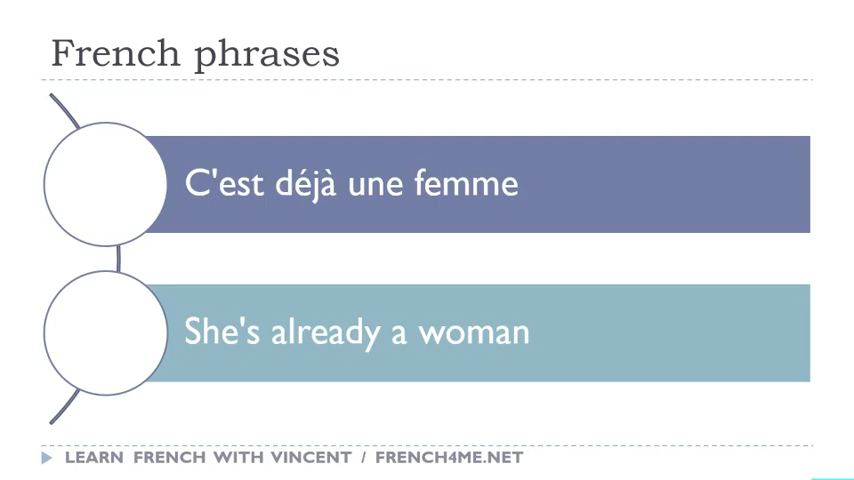 French phrases
C'est déjà une femme
She's already a woman
LEARN FRENCH WITH VINCENT / FRENCH4ME.NET